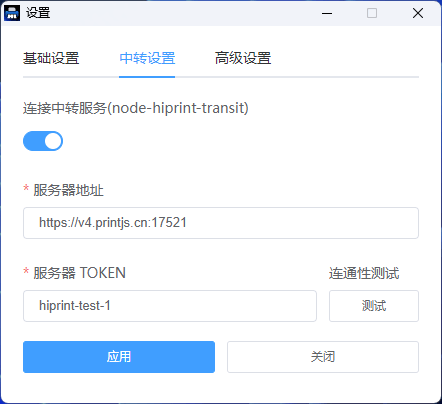 设置
基础设置 中转设置 高级设置
连接中转服务(node-hiprint-transit)
* 服务器地址
https://v4.printjs.cn:17521
* 服务器 TOKEN 连通性测试
hiprint-test-1 测试
应用 关闭